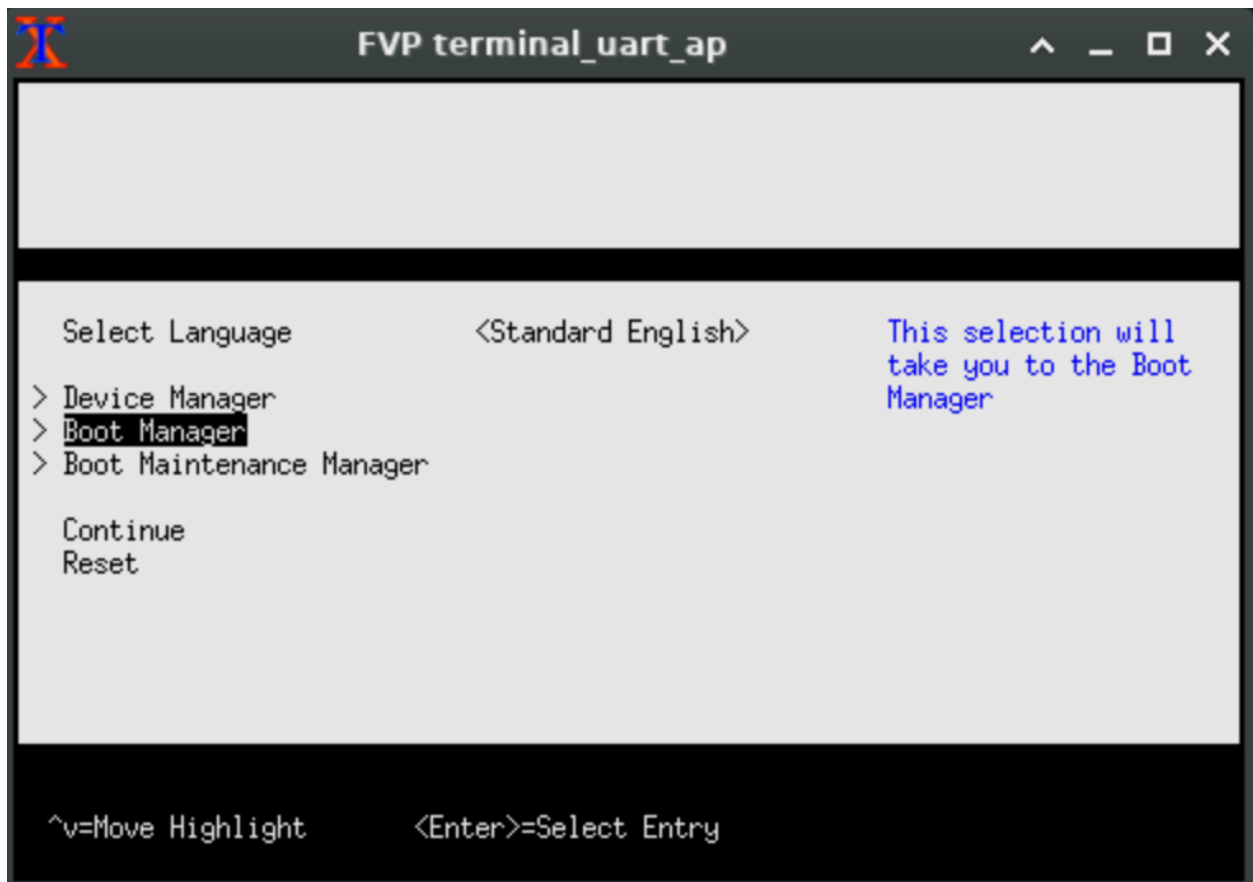 FVP terminal_uart_ap
Select Language <Standard English> This selection will
take you to the Boot
> Device Manager Manager
> Boot Manager
> Boot Maintenance Manager
Continue
Reset
^v=Move Highlight <Enter>=Select Entry